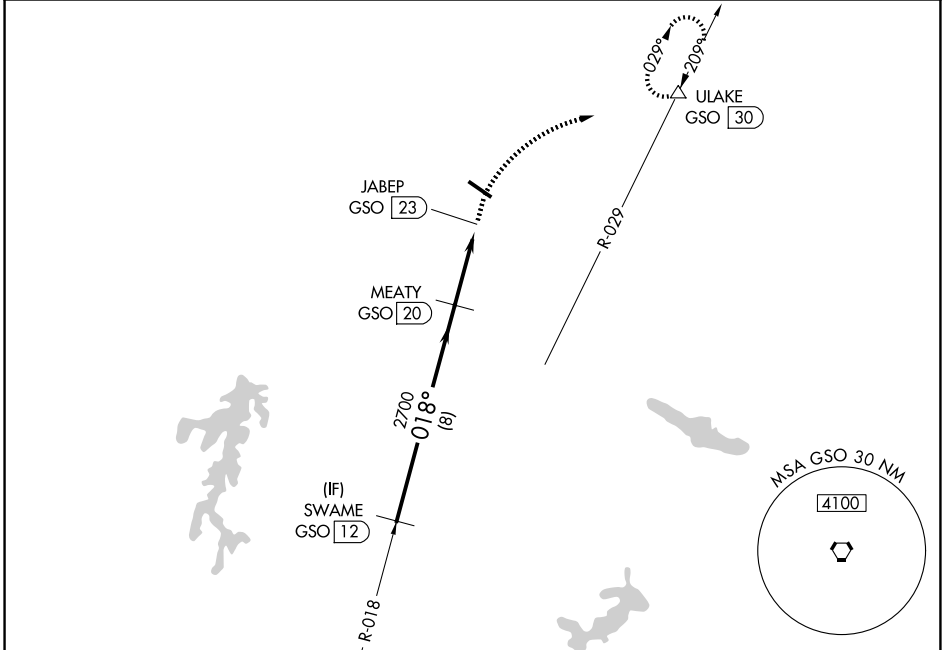 029°
209°
ULAKE
GSO 30
JABEP
GSO 23
R-029
MEATY
GSO 20
2700
018°
(8)
MSA GSO 30 NM
4100
(IF)
SWAME
GSO 12
R-018